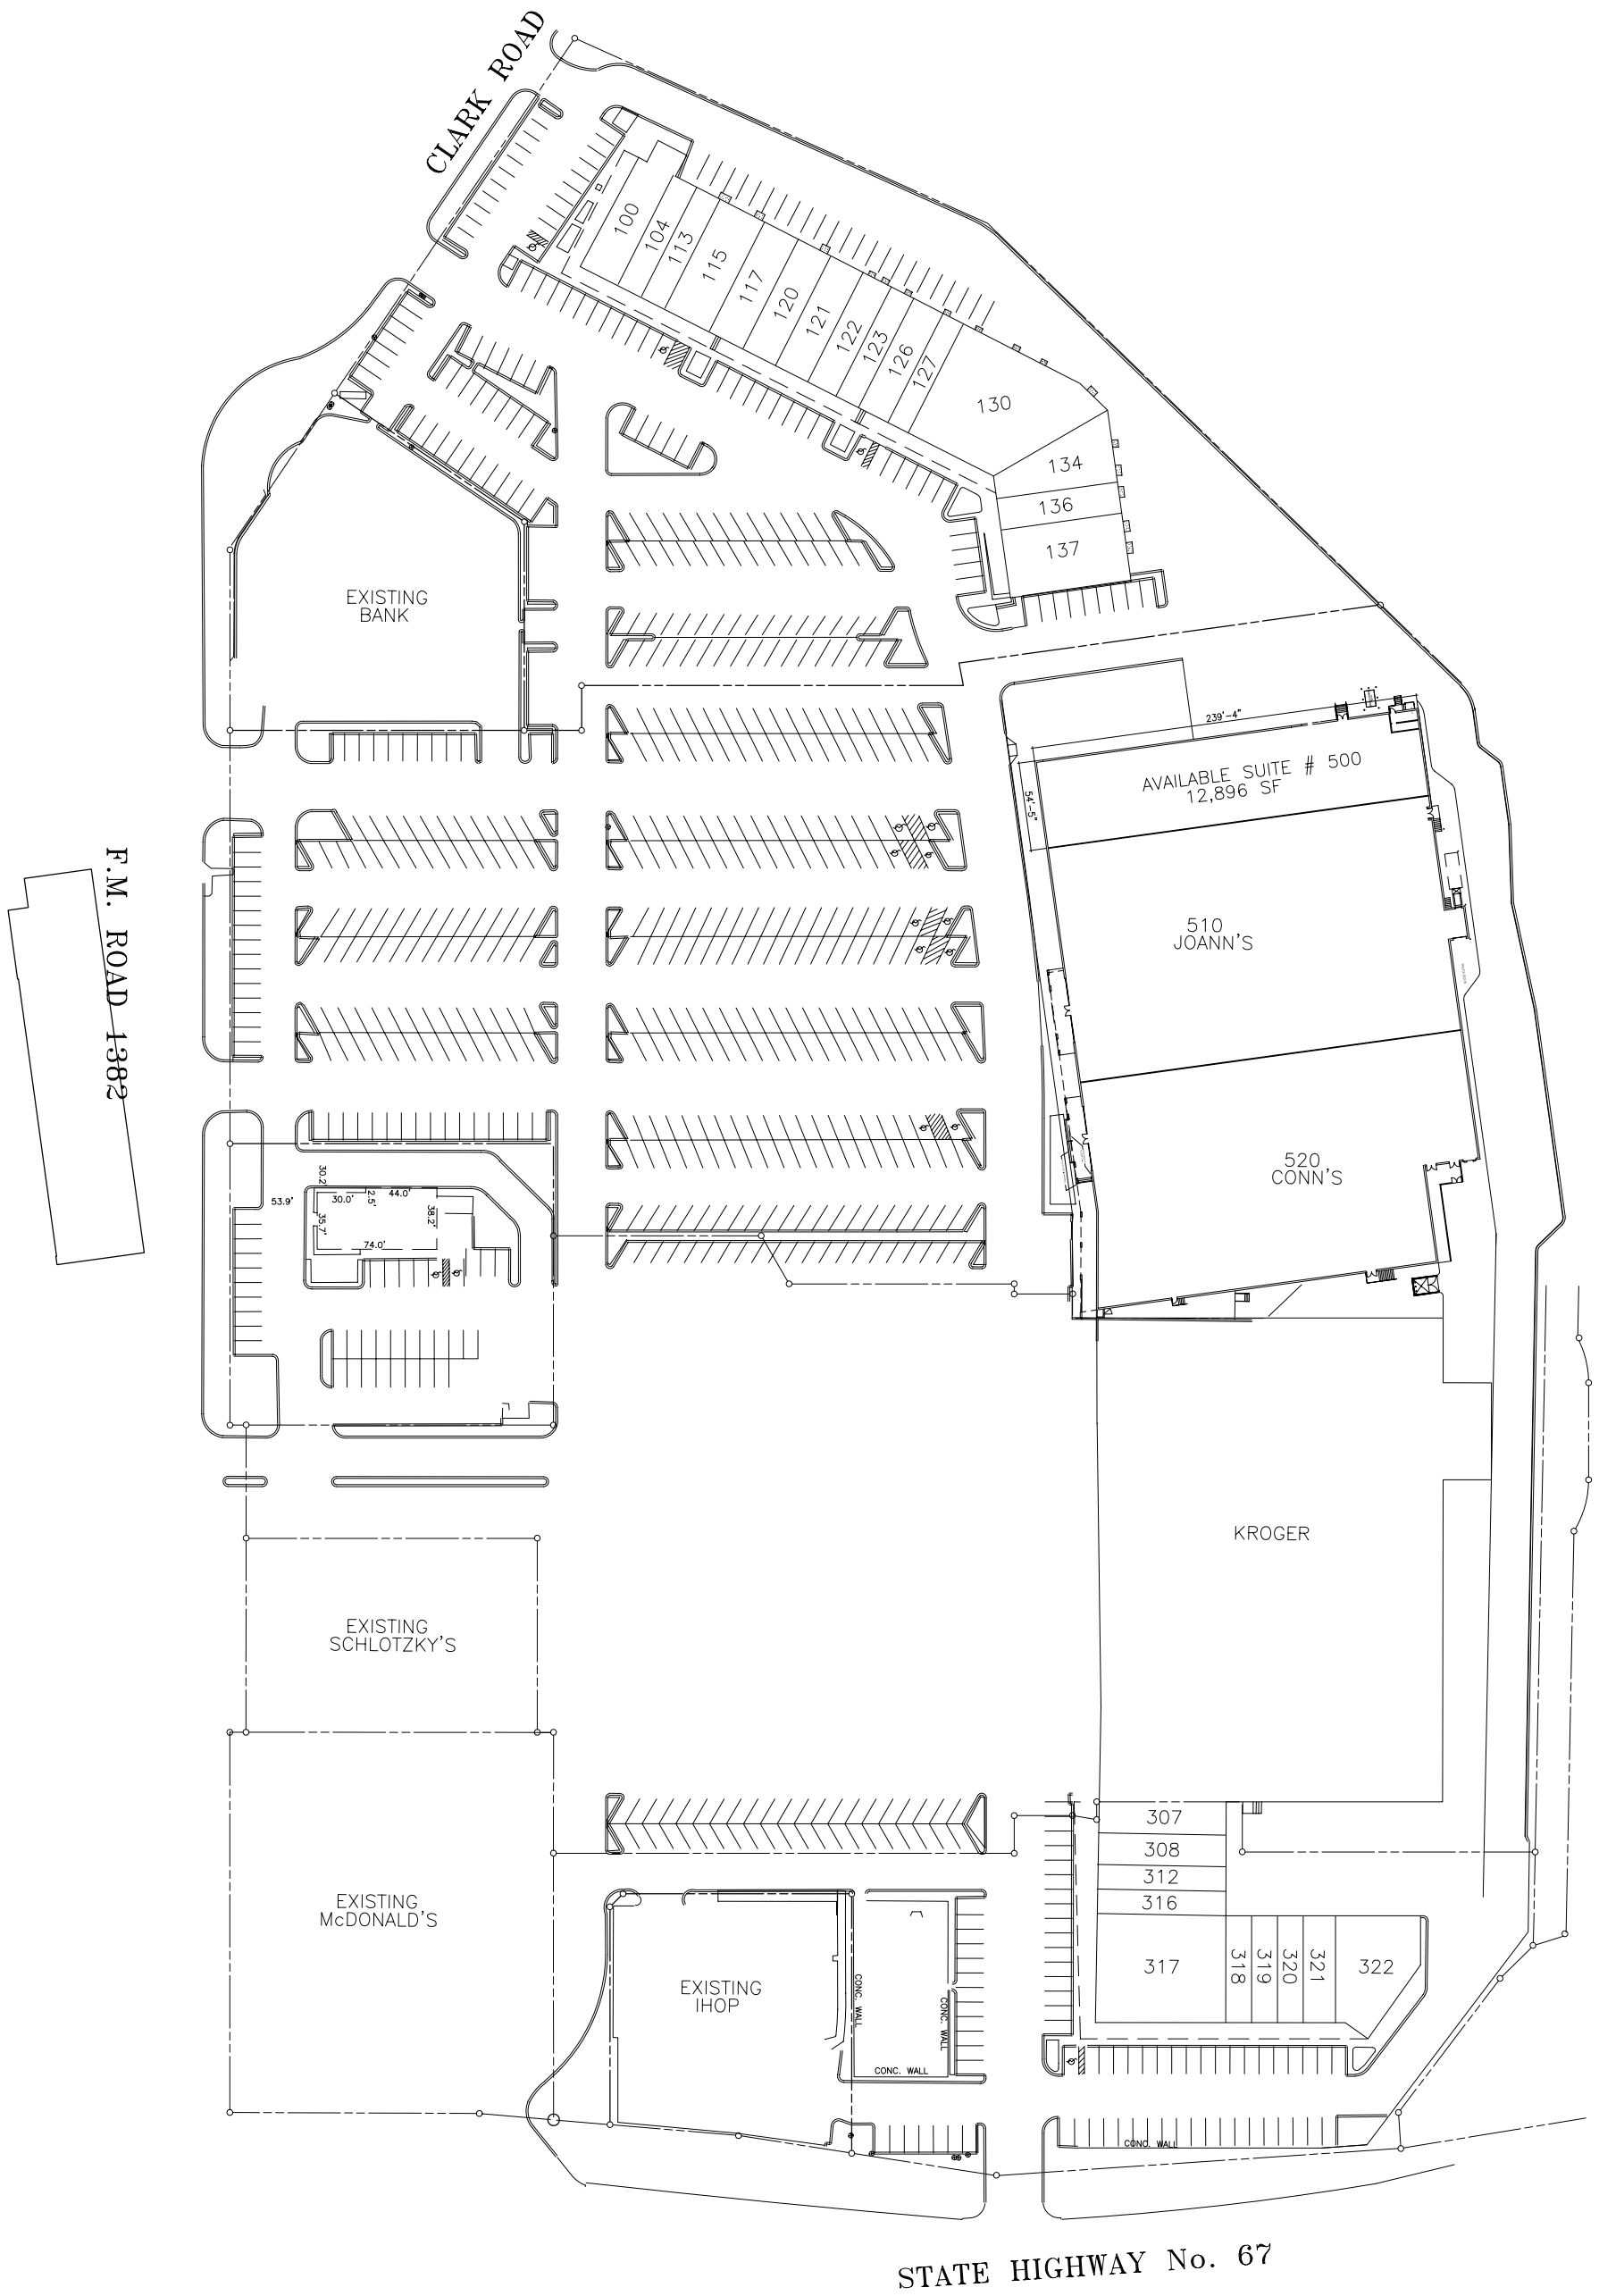 CLARK ROAD
100
104
113
115
117
120
121
122
123
126
127
130
134
136
137
EXISTING
BANK
239'-4"
AVAILABLE SUITE # 500
12,896 SF
54'-5"
F.M. ROAD 1382
510
JOANN'S
520
CONN'S
30.2'
53.9'
30.0'
2.5'
44.0'
35.7'
38.2'
74.0'
KROGER
EXISTING
SCHLOTZKY'S
307
308
312
316
317
318
319
320
321
322
EXISTING
McDONALD'S
EXISTING
IHOP
CONC. WALL
CONC. WALL
CONC. WALL
CONC. WALL
STATE HIGHWAY No. 67